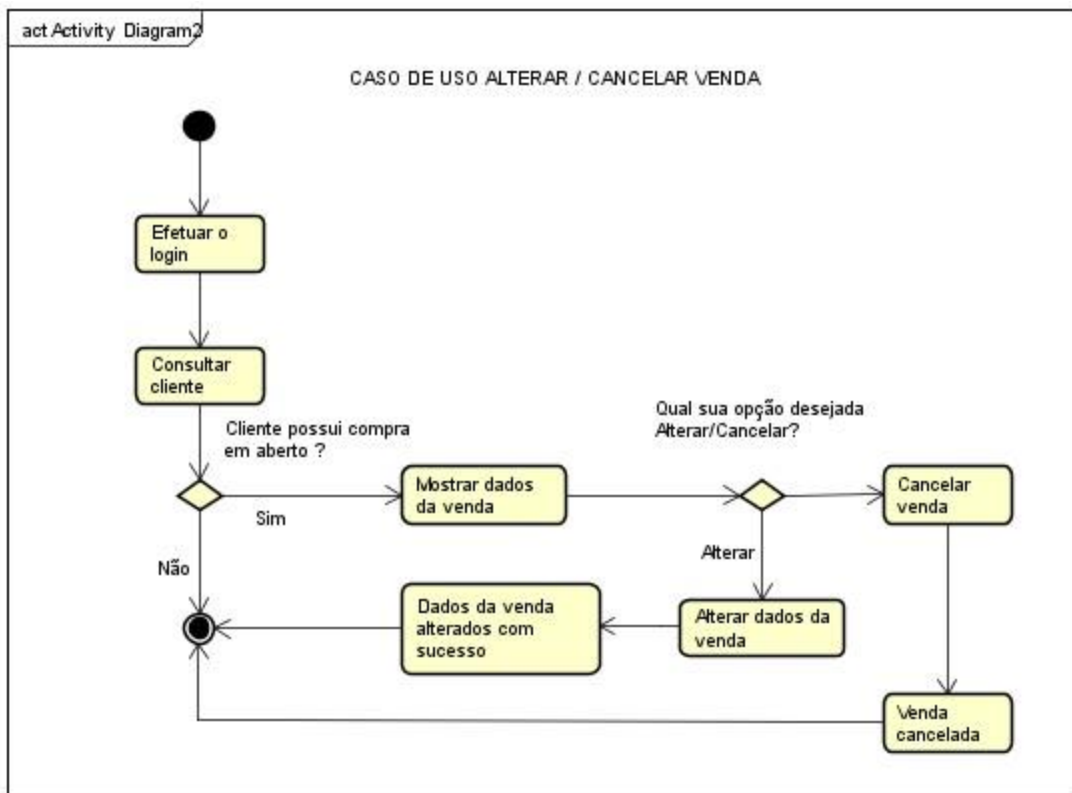 act Activity Diagram2
CASO DE USO ALTERAR / CANCELAR VENDA
Efetuar o
login
Consultar
cliente
Cliente possui compra
em aberto ?
Qual sua opção desejada
Alterar/Cancelar?
Mostrar dados
da venda
Cancelar
venda
Sim
Alterar
Não
Dados da venda
alterados com
sucesso
Alterar dados da
venda
Venda
cancelada